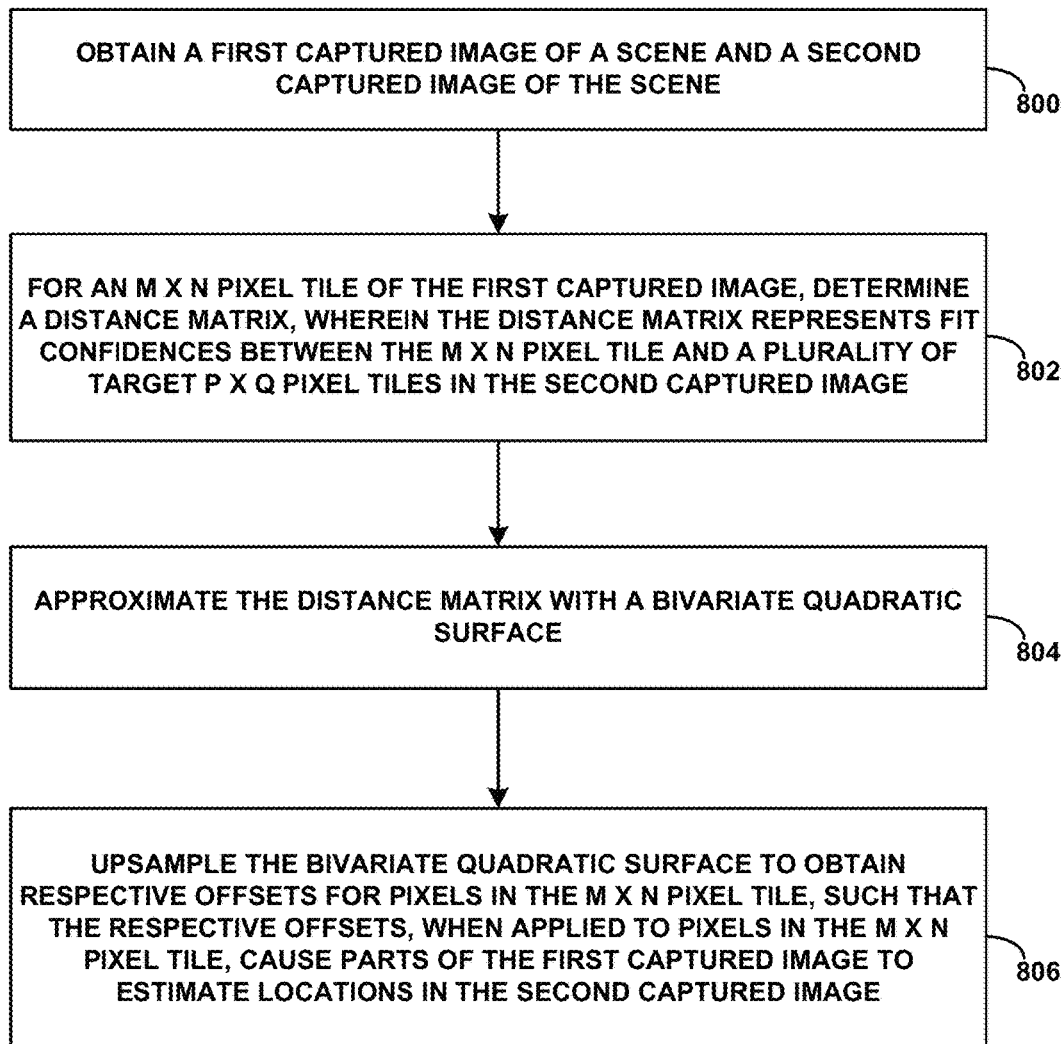 OBTAIN A FIRST CAPTURED IMAGE OF A SCENE AND A SECOND
CAPTURED IMAGE OF THE SCENE
800
FOR AN M X N PIXEL TILE OF THE FIRST CAPTURED IMAGE, DETERMINE
A DISTANCE MATRIX, WHEREIN THE DISTANCE MATRIX REPRESENTS FIT
CONFIDENCES BETWEEN THE M X N PIXEL TILE AND A PLURALITY OF
TARGET P X Q PIXEL TILES IN THE SECOND CAPTURED IMAGE
802
APPROXIMATE THE DISTANCE MATRIX WITH A BIVARIATE QUADRATIC
SURFACE
804
UPSAMPLE THE BIVARIATE QUADRATIC SURFACE TO OBTAIN
RESPECTIVE OFFSETS FOR PIXELS IN THE M X N PIXEL TILE, SUCH THAT
THE RESPECTIVE OFFSETS, WHEN APPLIED TO PIXELS IN THE M X N
PIXEL TILE, CAUSE PARTS OF THE FIRST CAPTURED IMAGE TO
ESTIMATE LOCATIONS IN THE SECOND CAPTURED IMAGE
806